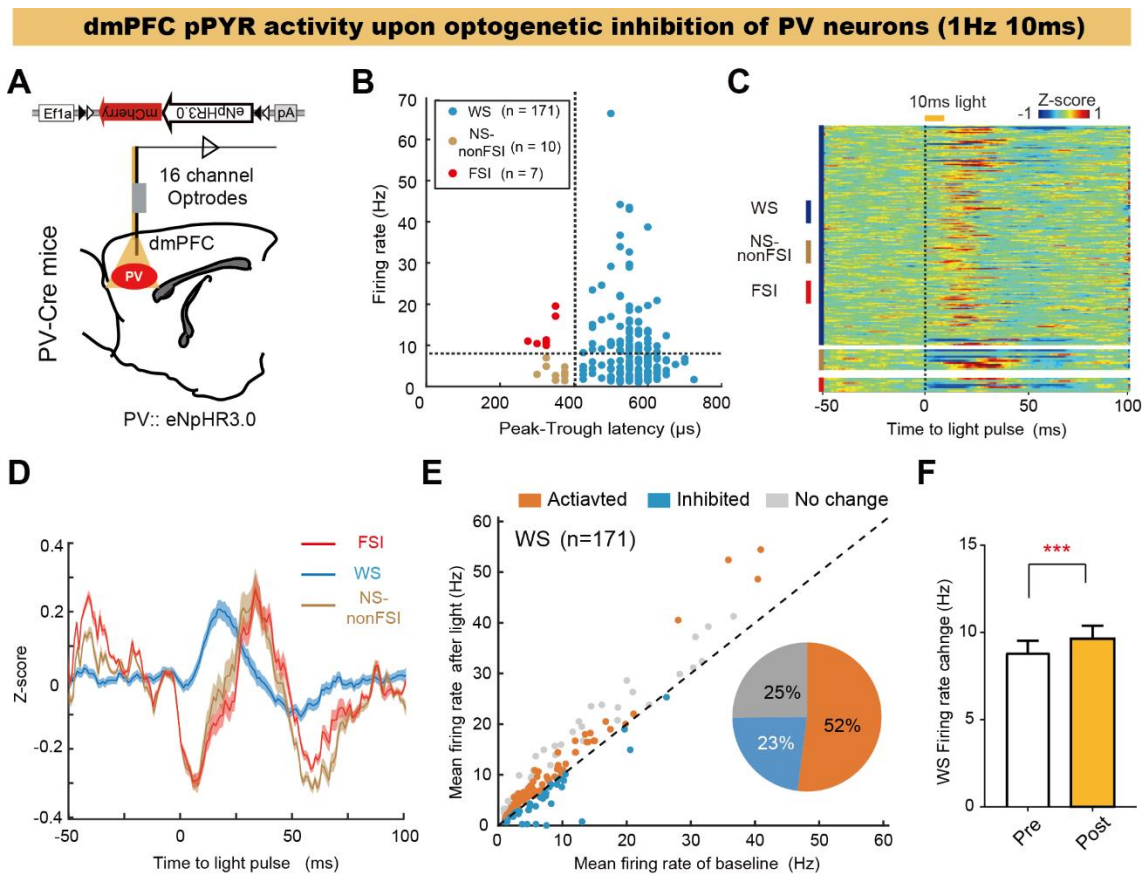 dmPFC pPYR activity upon optogenetic inhibition of PV neurons (1Hz 10ms)
A
Ef1a
mCherry
eNpHR3.0
pA
16 channel
Optrodes
dmPFC
PV
PV-Cre mice
PV:: eNpHR3.0
B
WS (n = 171)
NS-
nonFSI (n = 10)
FSI (n = 7)
Firing rate (Hz)
70
60
50
40
30
20
10
0
200
400
600
800
Peak-Trough latency (µs)
C
10ms light
Z-score
-1
1
WS
NS-
nonFSI
FSI
-50
0
50
100
Time to light pulse (ms)
D
FSI
WS
NS-
nonFSI
Z-score
0.4
0.2
0
-0.2
-0.4
-50
0
50
100
Time to light pulse (ms)
E
Actiavted
Inhibited
No change
WS (n=171)
Mean firing rate after light (Hz)
60
50
40
30
20
10
0
25%
52%
23%
0
10
20
30
40
50
60
Mean firing rate of baseline (Hz)
F
WS Firing rate cahnge (Hz)
15
10
5
0
***
Pre
Post